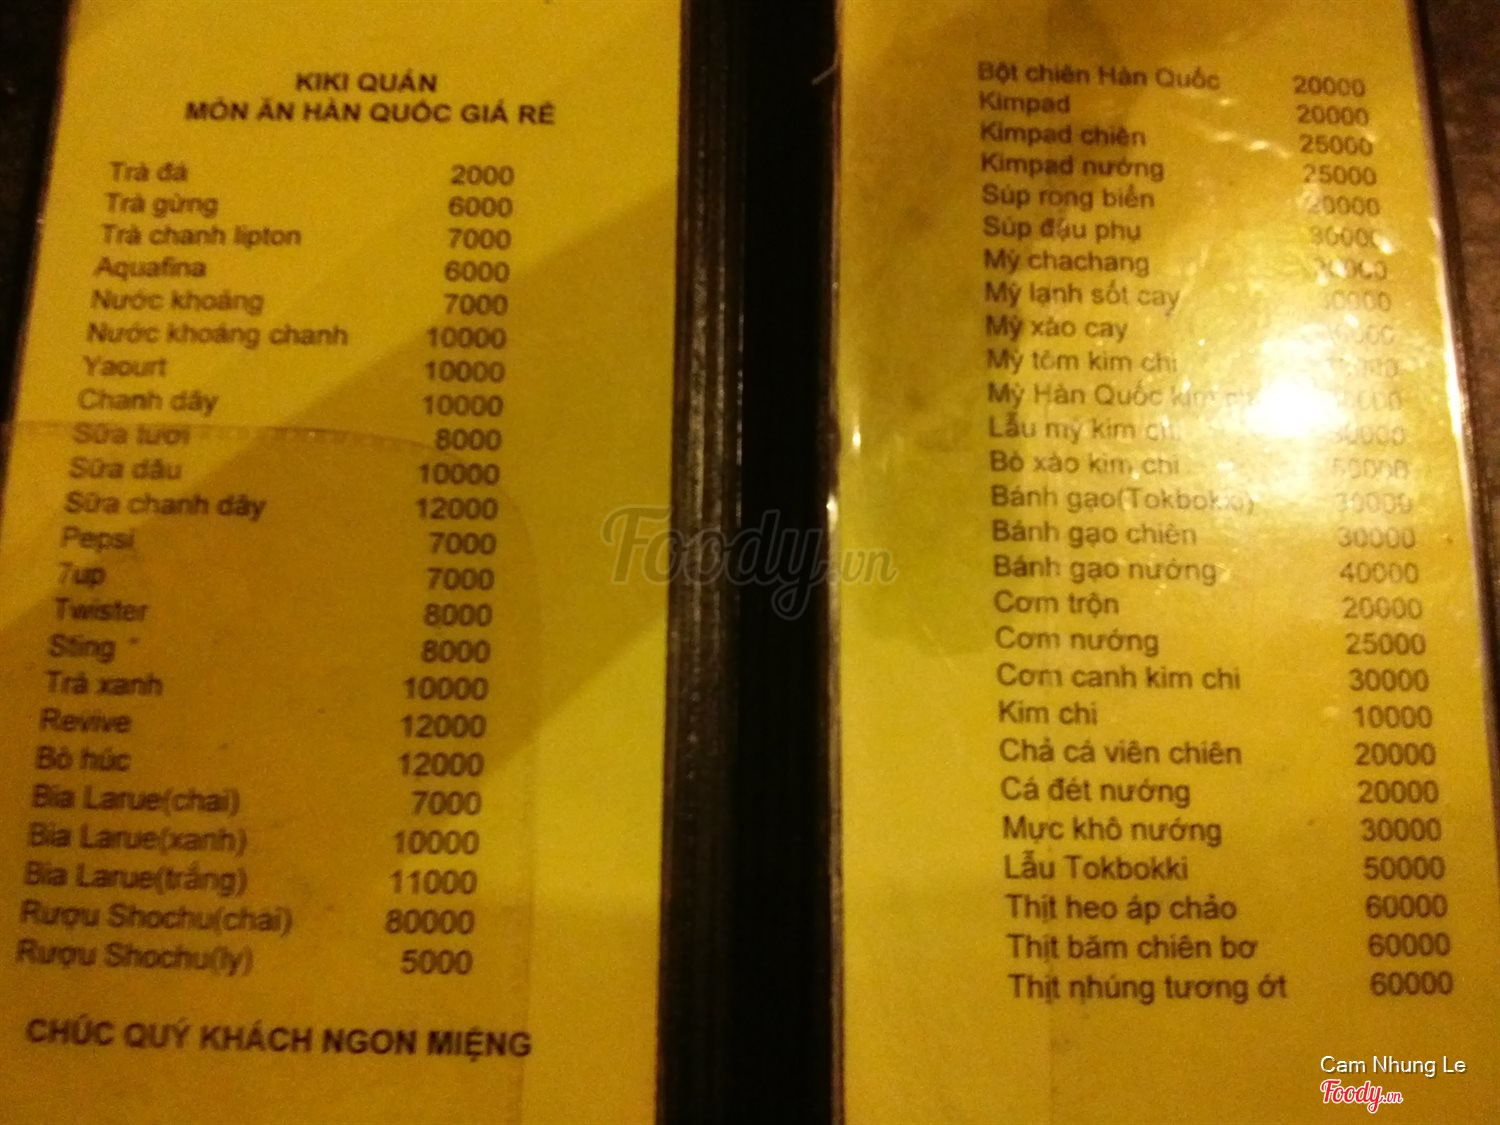 KIKI QUÁN
MÓN ĂN HÀN QUỐC GIÁ RẺ
Trà đá 2000
Trà gừng 6000
Trà chanh lipton 7000
Aquafina 6000
Nước khoáng 7000
Nước khoáng chanh 10000
Yaourt 10000
Chanh dây 10000
Sữa tươi 8000
Sữa dâu 10000
Sữa chanh dây 12000
Pepsi 7000
7up 7000
Twister 8000
Sting 8000
Trà xanh 10000
Revive 12000
Bò húc 12000
Bia Larue(chai) 7000
Bia Larue(xanh) 10000
Bia Larue(trắng) 11000
Rượu Shochu(chai) 80000
Rượu Shochu(ly) 5000
CHÚC QUÝ KHÁCH NGON MIỆNG
Bột chiên Hàn Quốc 20000
Kimpad 20000
Kimpad chiên 25000
Kimpad nướng 25000
Súp rong biển 20000
Súp đậu phụ
Mỳ chachang
Mỳ lạnh sốt cay
Mỳ xào cay
Mỳ tôm kim chi
Mỳ Hàn Quốc kim
Lẩu mỳ kim chi
Bò xào kim chi
Bánh gạo(Tokbokki) 30000
Bánh gạo chiên 30000
Bánh gạo nướng 40000
Cơm trộn 20000
Cơm nướng 25000
Cơm canh kim chi 30000
Kim chi 10000
Chả cá viên chiên 20000
Cá đét nướng 20000
Mực khô nướng 30000
Lẩu Tokbokki 50000
Thịt heo áp chảo 60000
Thịt băm chiên bơ 60000
Thịt nhúng tương ớt 60000
Foody.vn
Cam Nhung Le
Foody.vn